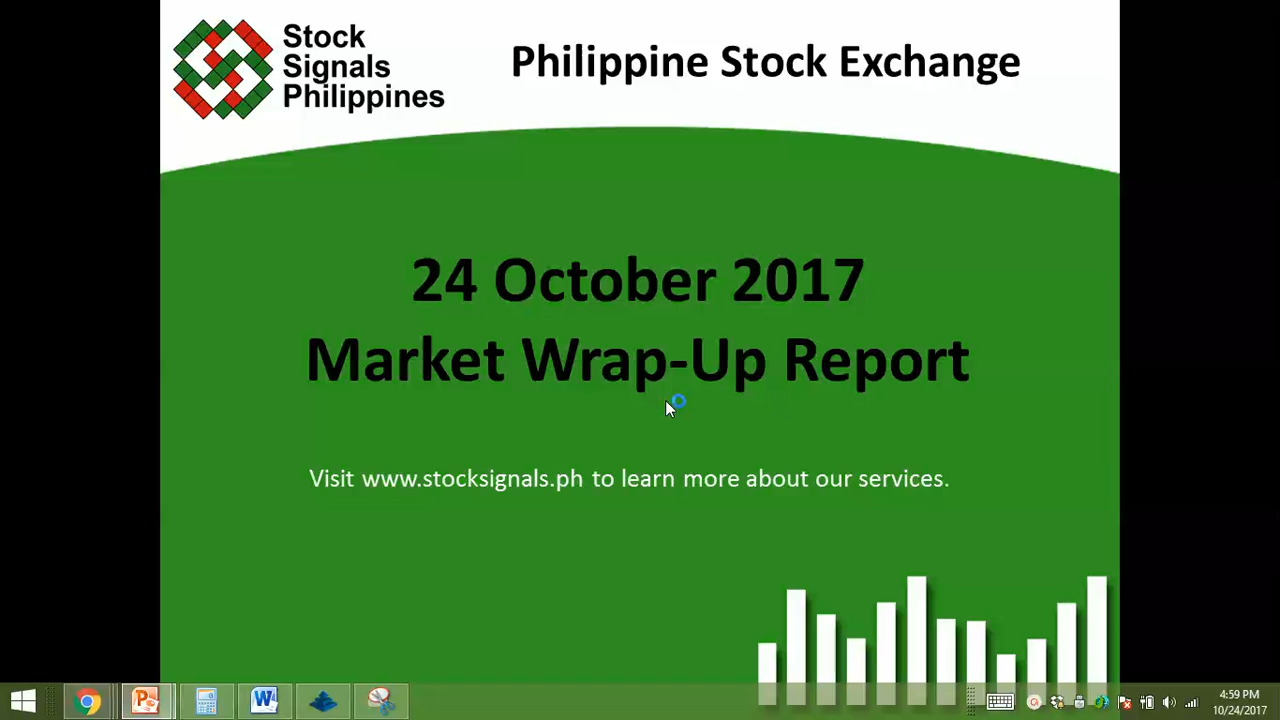 Stock
Signals
Philippines
Philippine Stock Exchange
24 October 2017
Market Wrap-Up Report
Visit www.stocksignals.ph to learn more about our services.
4:59 PM
10/24/2017